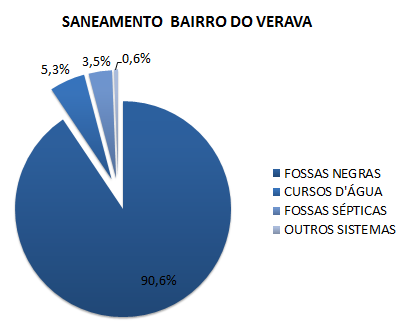 SANEAMENTO BAIRRO DO VERAVA
5,3%
3,5%
0,6%
90,6%
FOSSAS NEGRAS
CURSOS D'ÁGUA
FOSSAS SÉPTICAS
OUTROS SISTEMAS